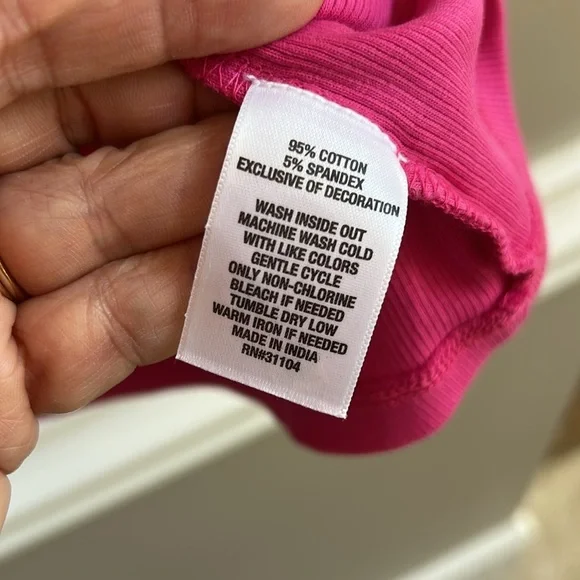 95% COTTON
5% SPANDEX
EXCLUSIVE OF DECORATION
WASH INSIDE OUT
MACHINE WASH COLD
WITH LIKE COLORS
GENTLE CYCLE
ONLY NON-CHLORINE
BLEACH IF NEEDED
TUMBLE DRY LOW
WARM IRON IF NEEDED
MADE IN INDIA
RN#31104